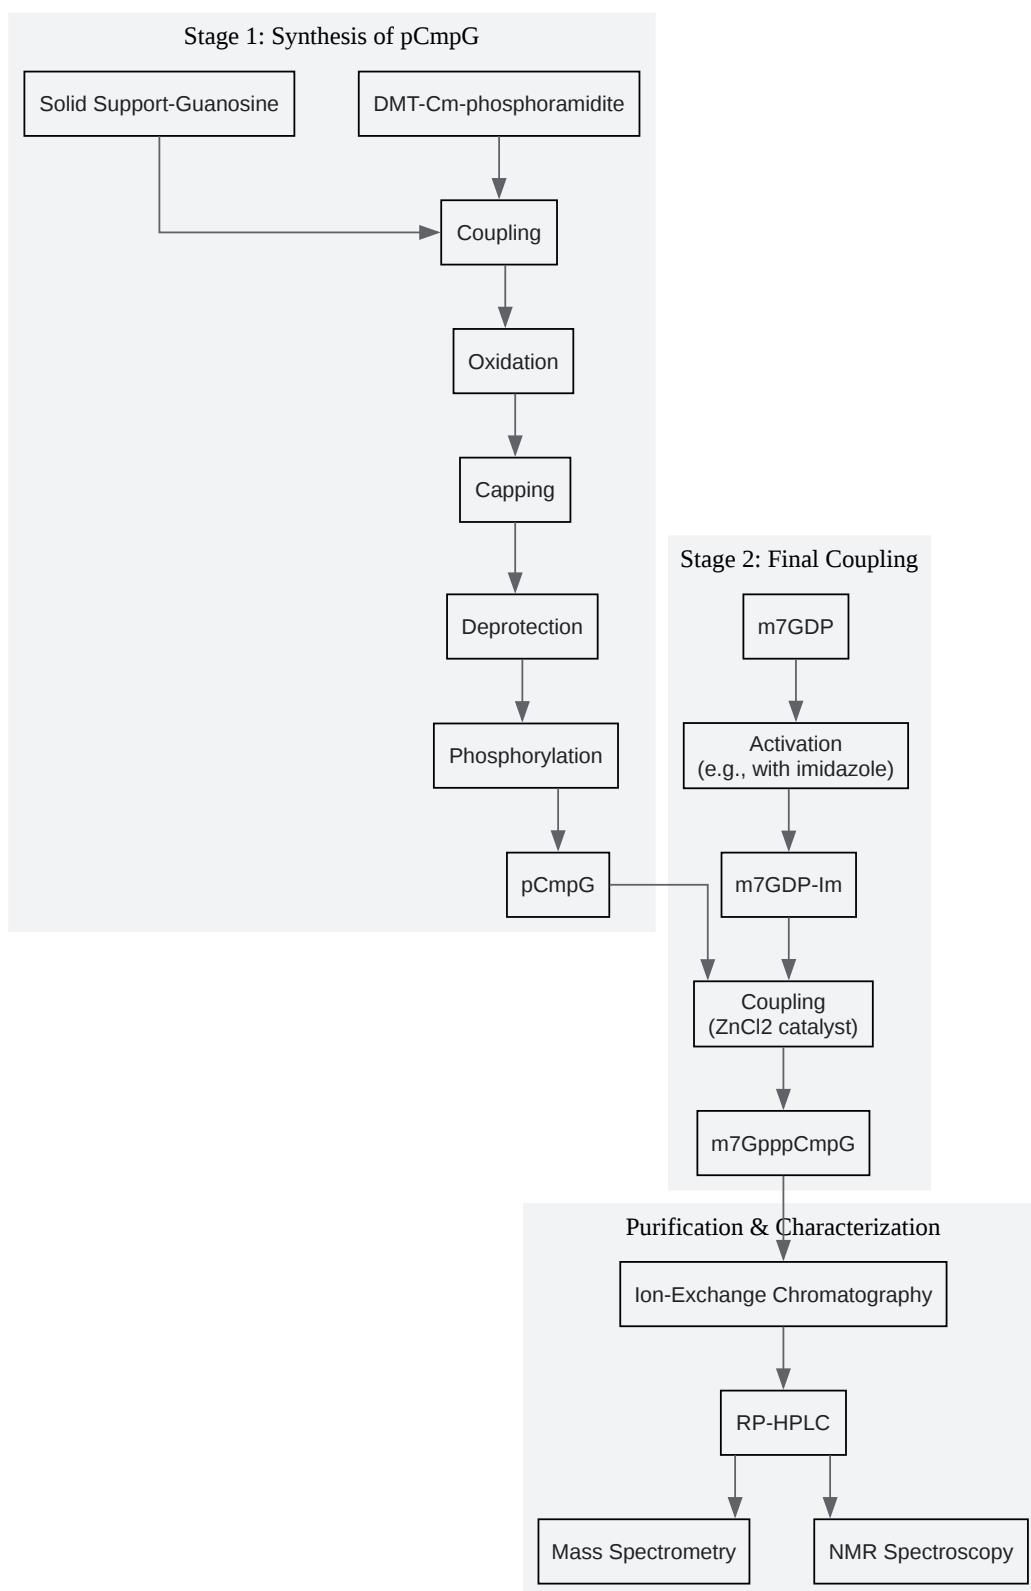 Stage 1: Synthesis of pCmpG
Solid Support-Guanosine
DMT-Cm-phosphoramidite
Coupling
Oxidation
Capping
Deprotection
Phosphorylation
pCmpG
Stage 2: Final Coupling
m7GDP
Activation
(e.g., with imidazole)
m7GDP-Im
Coupling
(ZnCl2 catalyst)
m7GpppCmpG
Purification & Characterization
Ion-Exchange Chromatography
RP-HPLC
Mass Spectrometry
NMR Spectroscopy